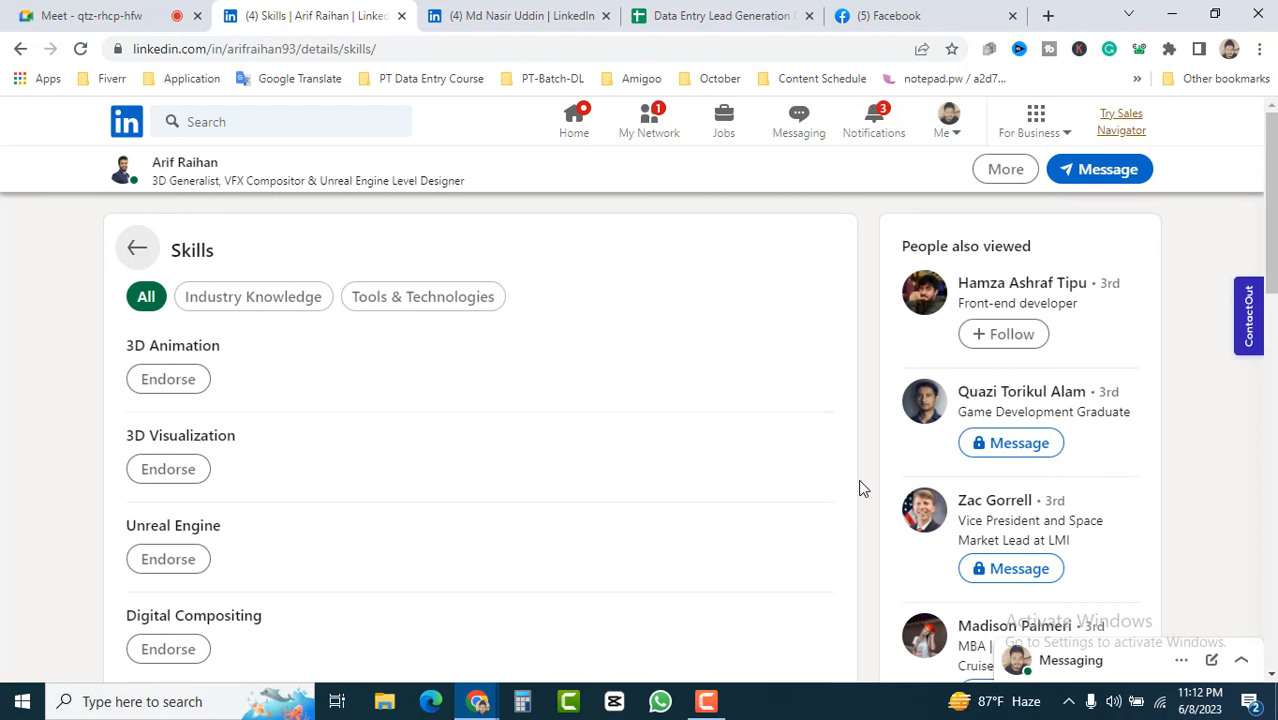 Meet - qtz-rhcp-hfw
(4) Skills | Arif Raihan | Linked
(4) Md Nasir Uddin | LinkedIn
Data Entry Lead Generation C
(5) Facebook
linkedin.com/in/arifraihan93/details/skills/
Apps
Fiverr
Application
Google Translate
PT Data Entry Course
PT-Batch-DL
Amigoo
October
Content Schedule
notepad.pw / a2d7...
Other bookmarks
in
Search
Home
1
My Network
Jobs
Messaging
3
Notifications
Me
For Business
Try Sales
Navigator
Arif Raihan
3D Generalist, VFX Compositor & Unreal Engine Level Designer
More
Message
Skills
All
Industry Knowledge
Tools & Technologies
3D Animation
Endorse
3D Visualization
Endorse
Unreal Engine
Endorse
Digital Compositing
Endorse
People also viewed
Hamza Ashraf Tipu • 3rd
Front-end developer
+ Follow
Quazi Torikul Alam • 3rd
Game Development Graduate
Message
Zac Gorrell • 3rd
Vice President and Space
Market Lead at LMI
Message
Madison Palmeri • 3rd
MBA |
Cruise
ContactOut
Activate Windows
Go to Settings to activate Windows.
Messaging
Type here to search
87°F Haze
11:12 PM
6/8/2023
2